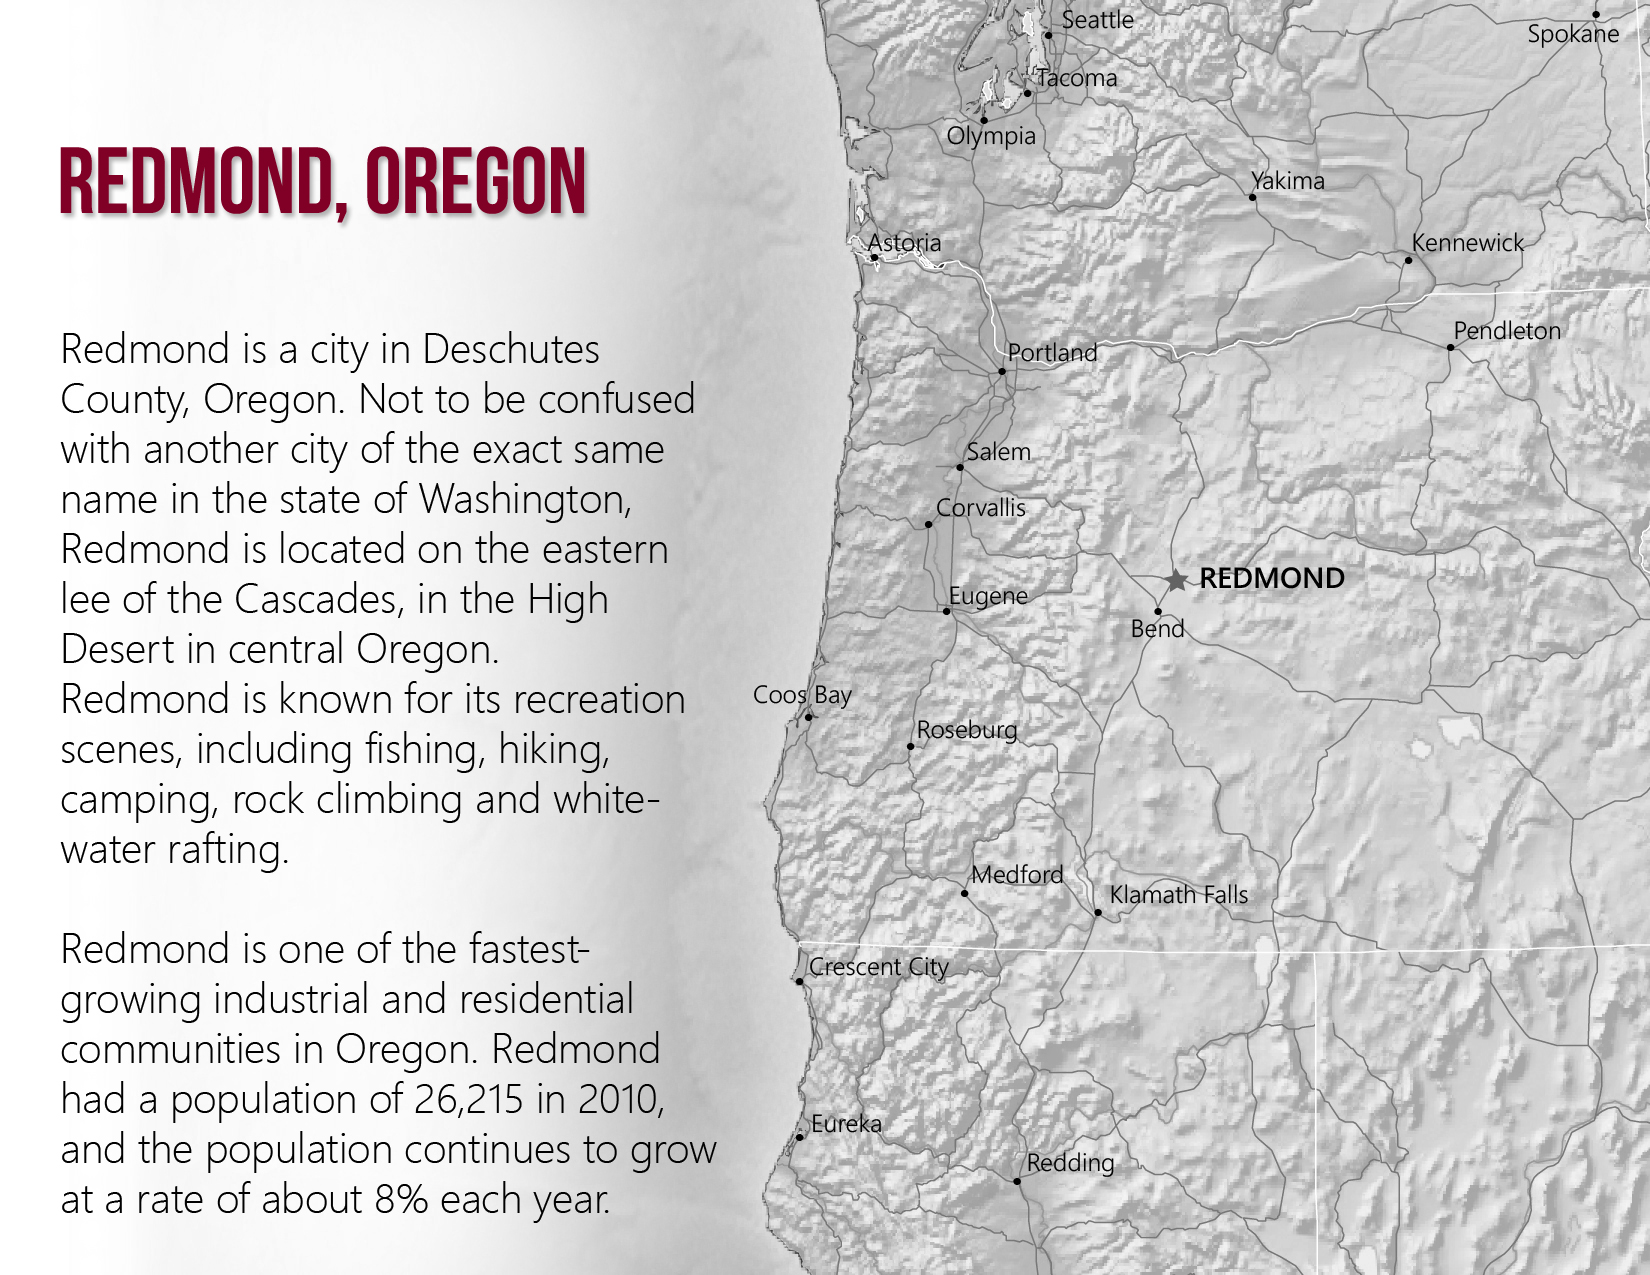 REDMOND, OREGON
Redmond is a city in Deschutes
County, Oregon. Not to be confused
with another city of the exact same
name in the state of Washington,
Redmond is located on the eastern
lee of the Cascades, in the High
Desert in central Oregon.
Redmond is known for its recreation
scenes, including fishing, hiking,
camping, rock climbing and white-
water rafting.
Redmond is one of the fastest-
growing industrial and residential
communities in Oregon. Redmond
had a population of 26,215 in 2010,
and the population continues to grow
at a rate of about 8% each year.
Seattle
Spokane
Tacoma
Olympia
Yakima
Astoria
Kennewick
Pendleton
Portland
Salem
Corvallis
REDMOND
Eugene
Bend
Coos Bay
Roseburg
Medford
Klamath Falls
Crescent City
Eureka
Redding